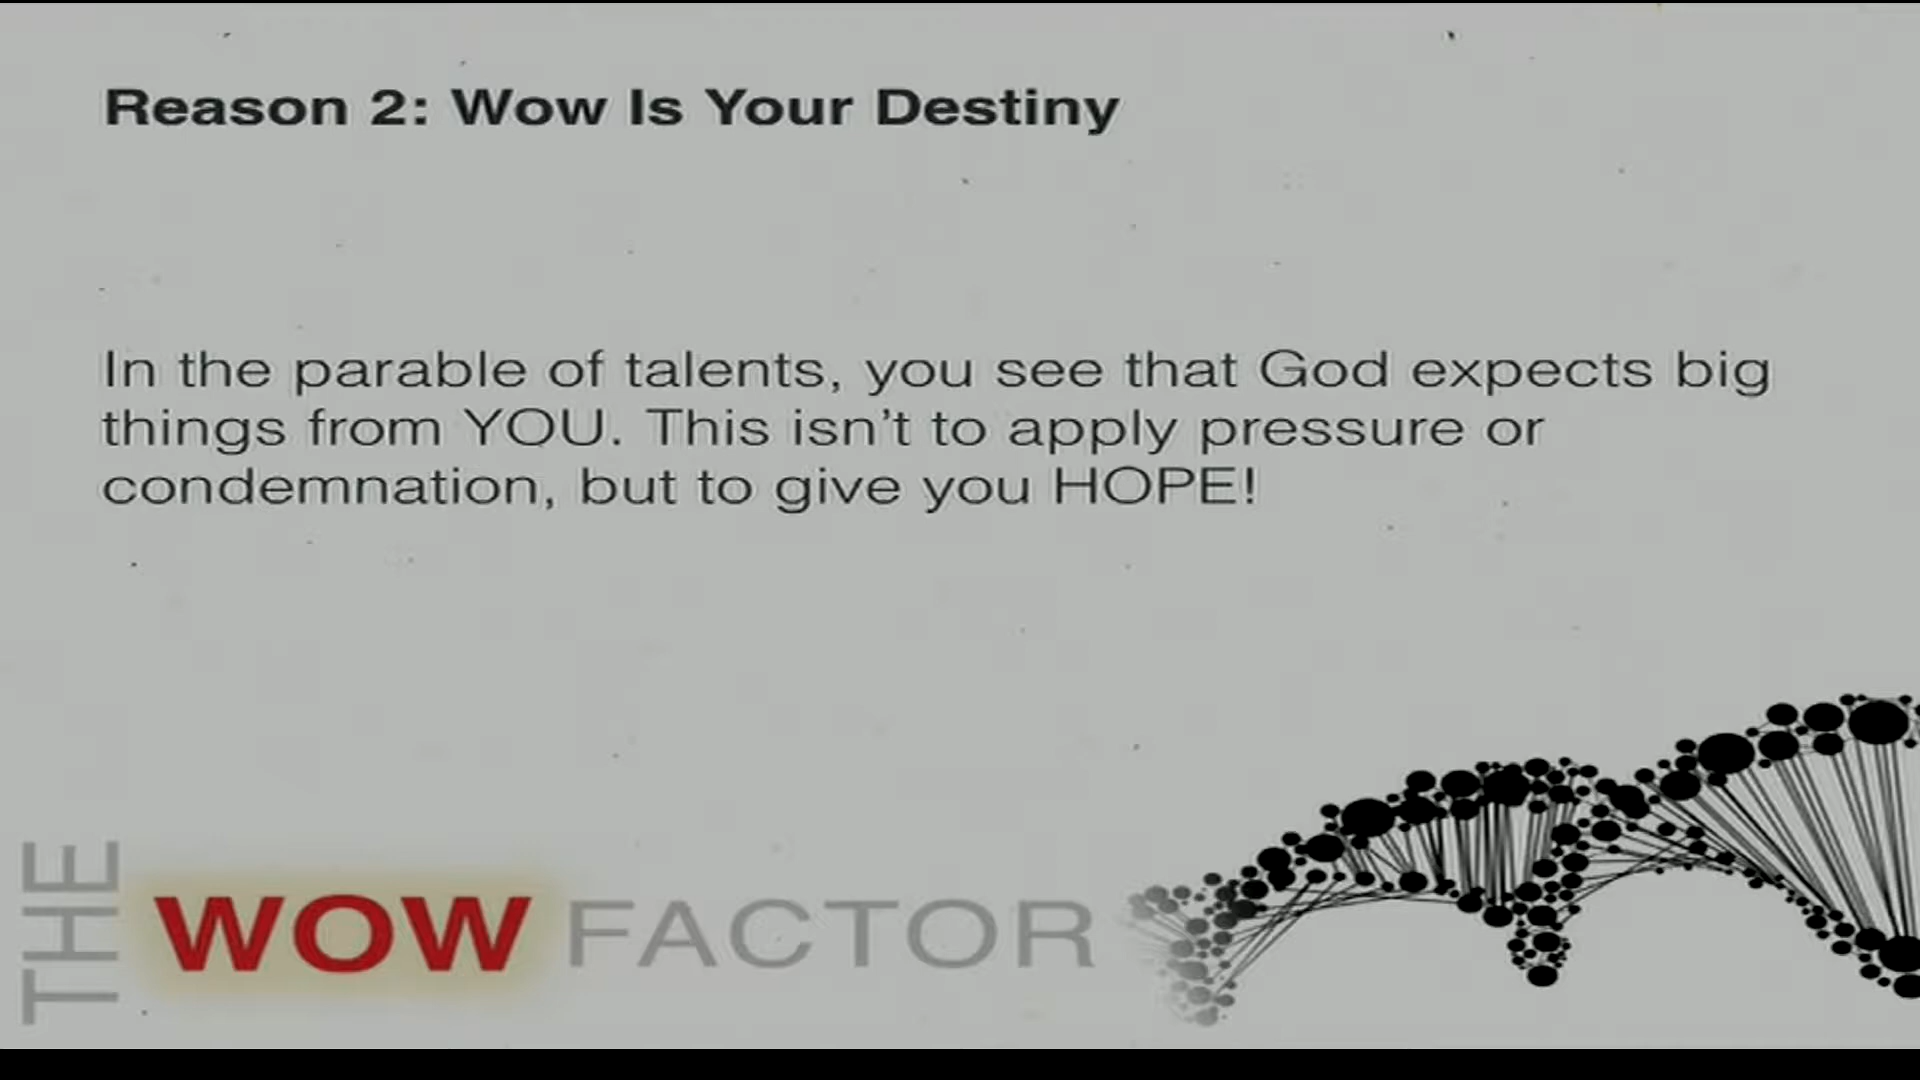 Reason 2: Wow Is Your Destiny
In the parable of talents, you see that God expects big
things from YOU. This isn't to apply pressure or
condemnation, but to give you HOPE!
THE WOW FACTOR